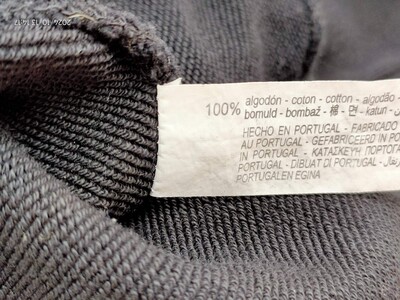 100% algodón - coton - cotton - algodão -
bomuld - bombaž - 棉 - 면 - katun -
HECHO EN PORTUGAL - FABRICADO
AU PORTUGAL - GEFABRICEERD IN PO
IN PORTUGAL - ΚΑΤΑΣΚΕΥΗ ΠΟΡΤΟΓΑ
PORTUGAL - DIBUAT DI PORTUGAL -
PORTUGALEN EGINA